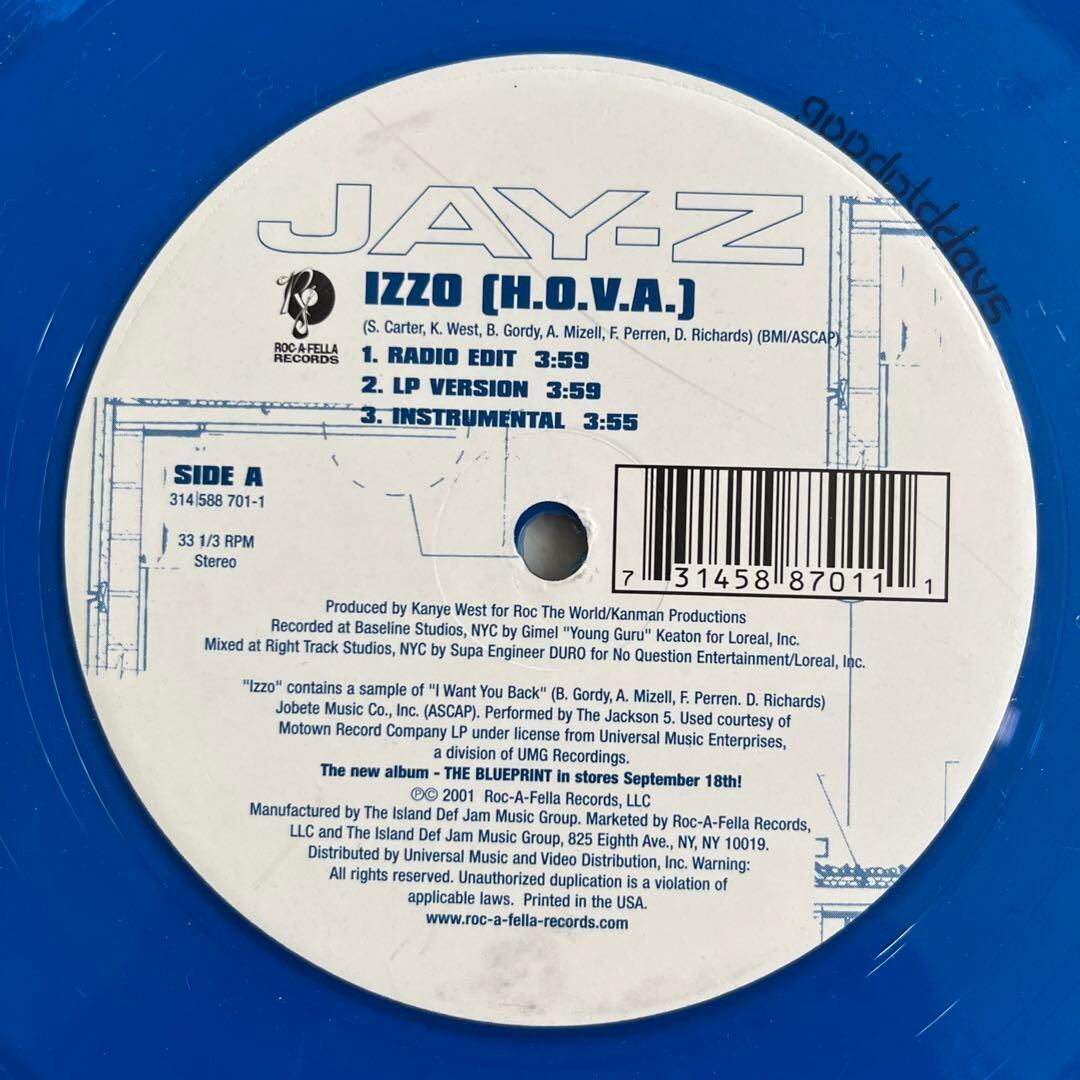 JAY-Z
IZZO (H.O.V.A.)
(S. Carter, K. West, B. Gordy, A. Mizell, F. Perren, D. Richards) (BMI/ASCAP)
ROC-A-FELLA
RECORDS
1. RADIO EDIT 3:59
2. LP VERSION 3:59
3. INSTRUMENTAL 3:55
SIDE A
314 588 701-1
33 1/3 RPM
Stereo
7 31458 87011 1
Produced by Kanye West for Roc The World/Kanman Productions
Recorded at Baseline Studios, NYC by Gimel "Young Guru" Keaton for Loreal, Inc.
Mixed at Right Track Studios, NYC by Supa Engineer DURO for No Question Entertainment/Loreal, Inc.
"Izzo" contains a sample of "I Want You Back" (B. Gordy, A. Mizell, F. Perren. D. Richards)
Jobete Music Co., Inc. (ASCAP). Performed by The Jackson 5. Used courtesy of
Motown Record Company LP under license from Universal Music Enterprises,
a division of UMG Recordings.
The new album - THE BLUEPRINT in stores September 18th!
℗© 2001 Roc-A-Fella Records, LLC
Manufactured by The Island Def Jam Music Group. Marketed by Roc-A-Fella Records,
LLC and The Island Def Jam Music Group, 825 Eighth Ave., NY, NY 10019.
Distributed by Universal Music and Video Distribution, Inc. Warning:
All rights reserved. Unauthorized duplication is a violation of
applicable laws. Printed in the USA.
www.roc-a-fella-records.com